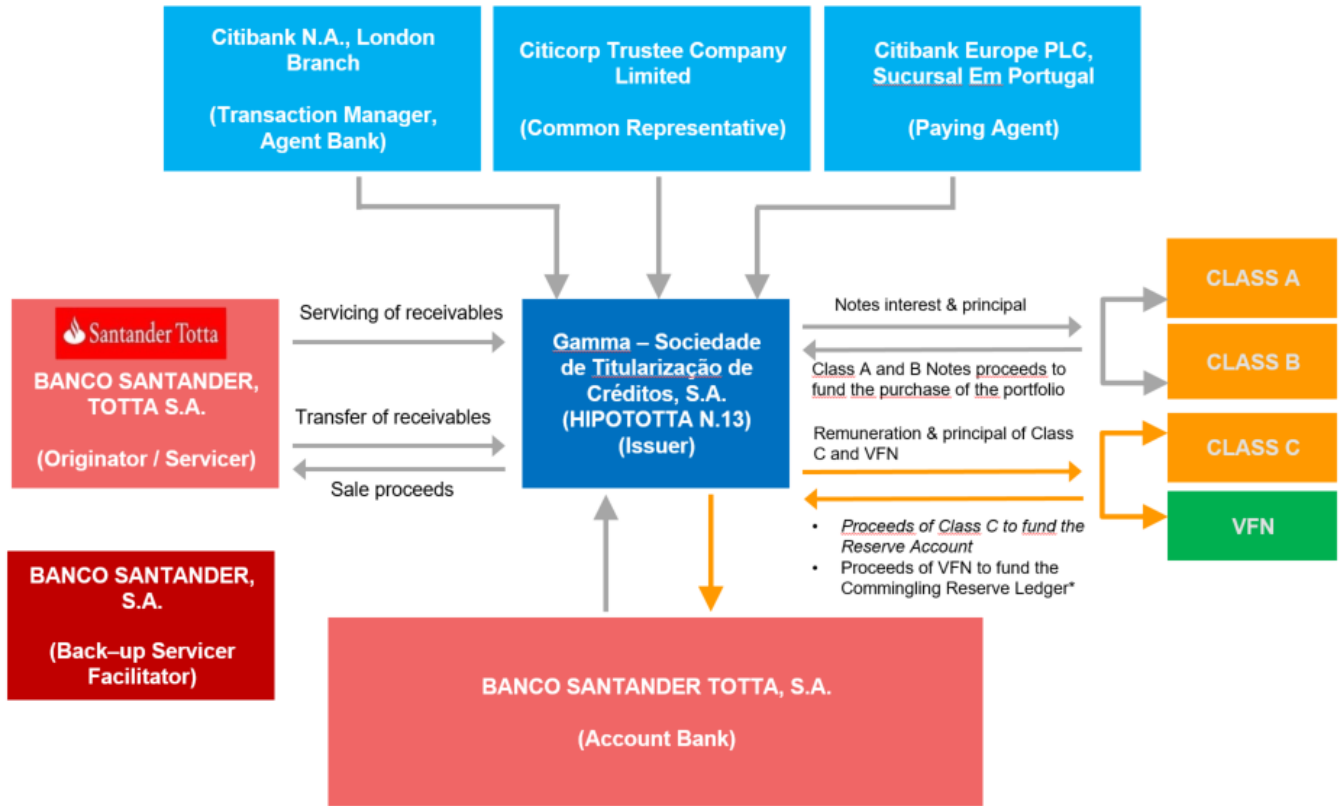 Citibank N.A., London
Branch
(Transaction Manager,
Agent Bank)
Citicorp Trustee Company
Limited
(Common Representative)
Citibank Europe PLC,
Sucursal Em Portugal
(Paying Agent)
Santander Totta
BANCO SANTANDER,
TOTTA S.A.
(Originator / Servicer)
Servicing of receivables
Transfer of receivables
Sale proceeds
Gamma – Sociedade
de Titularização de
Créditos, S.A.
(HIPOTOTTA N.13)
(Issuer)
Notes interest & principal
Class A and B Notes proceeds to
fund the purchase of the portfolio
Remuneration & principal of Class
C and VFN
• Proceeds of Class C to fund the
Reserve Account
• Proceeds of VFN to fund the
Commingling Reserve Ledger*
CLASS A
CLASS B
CLASS C
VFN
BANCO SANTANDER,
S.A.
(Back–up Servicer
Facilitator)
BANCO SANTANDER TOTTA, S.A.
(Account Bank)